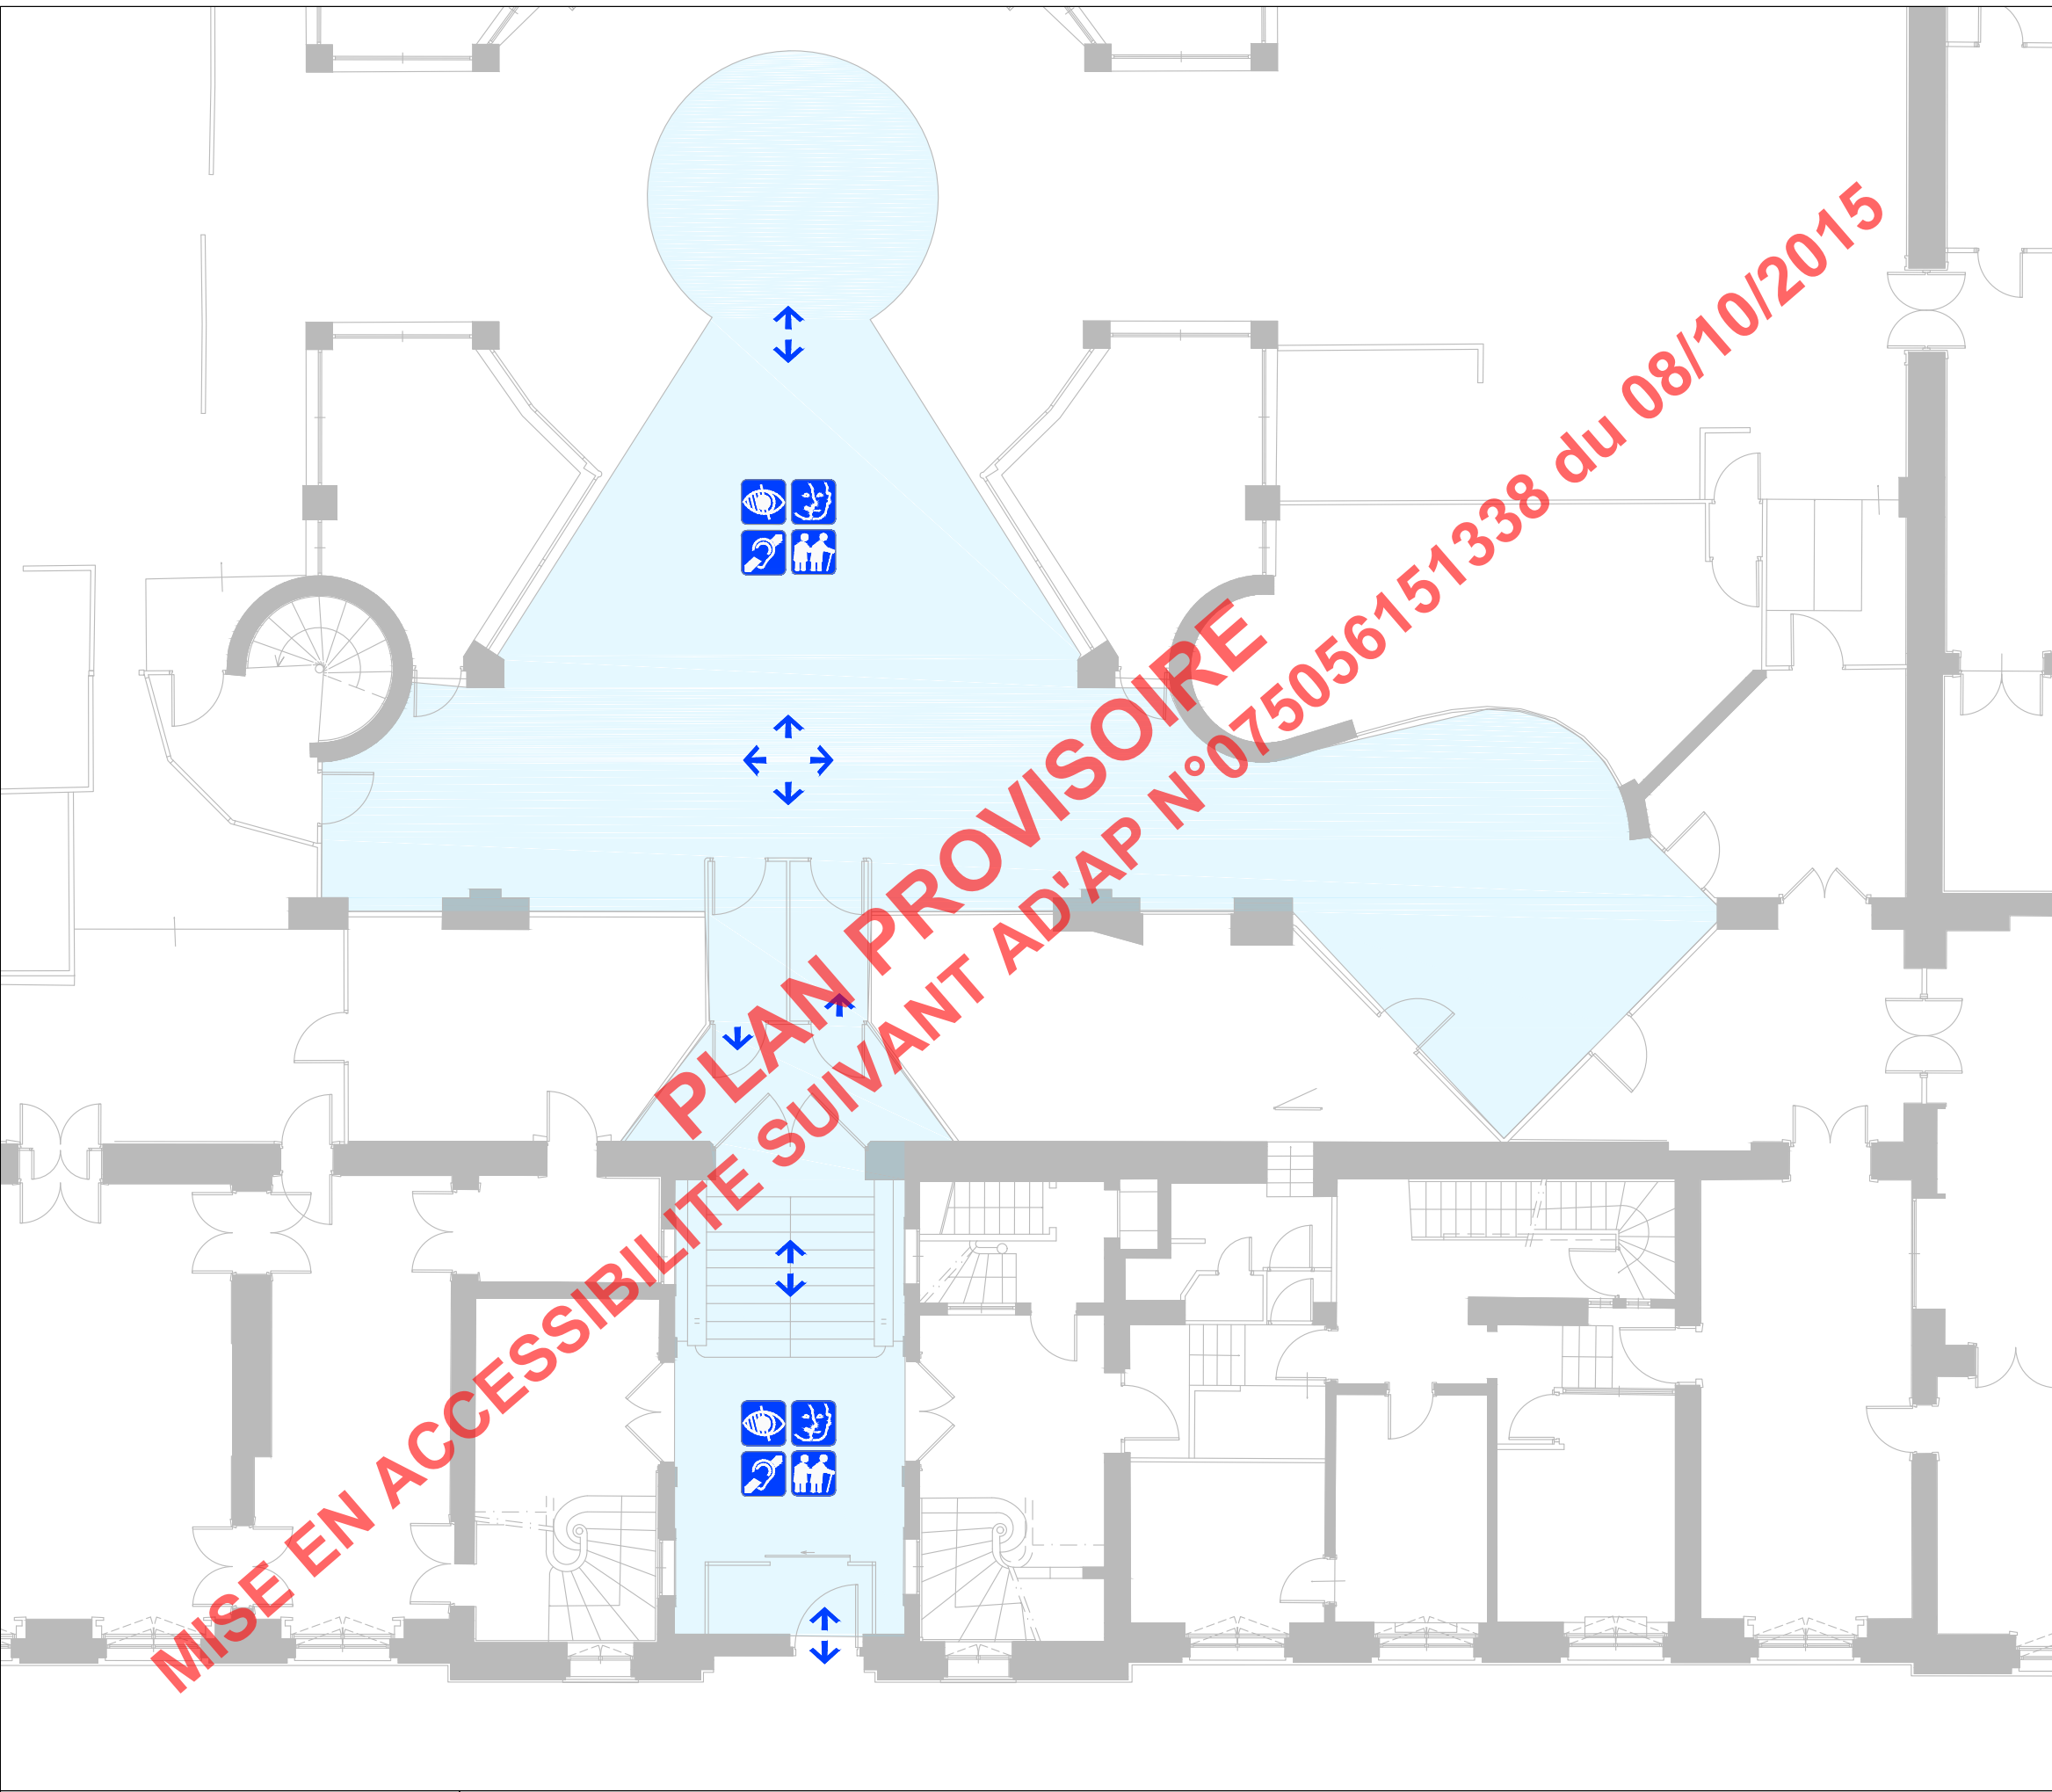 PLAN PROVISOIRE
MISE EN ACCESSIBILITE SUIVANT AD'AP N°0750561513​38 du 08/10/2015